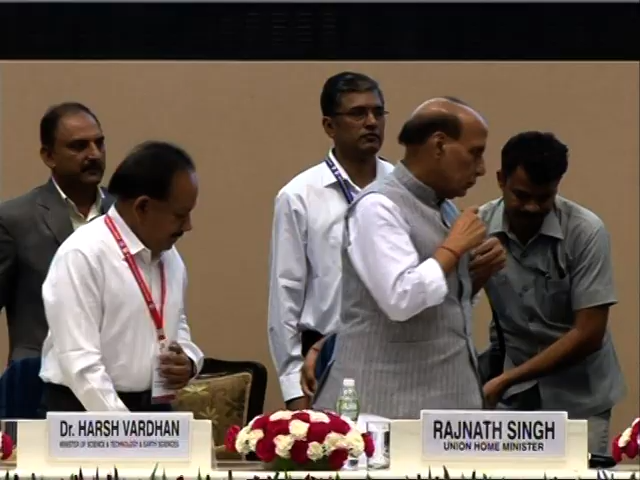 Dr. HARSH VARDHAN
MINISTER OF SCIENCE & TECHNOLOGY & EARTH SCIENCES
RAJNATH SINGH
UNION HOME MINISTER